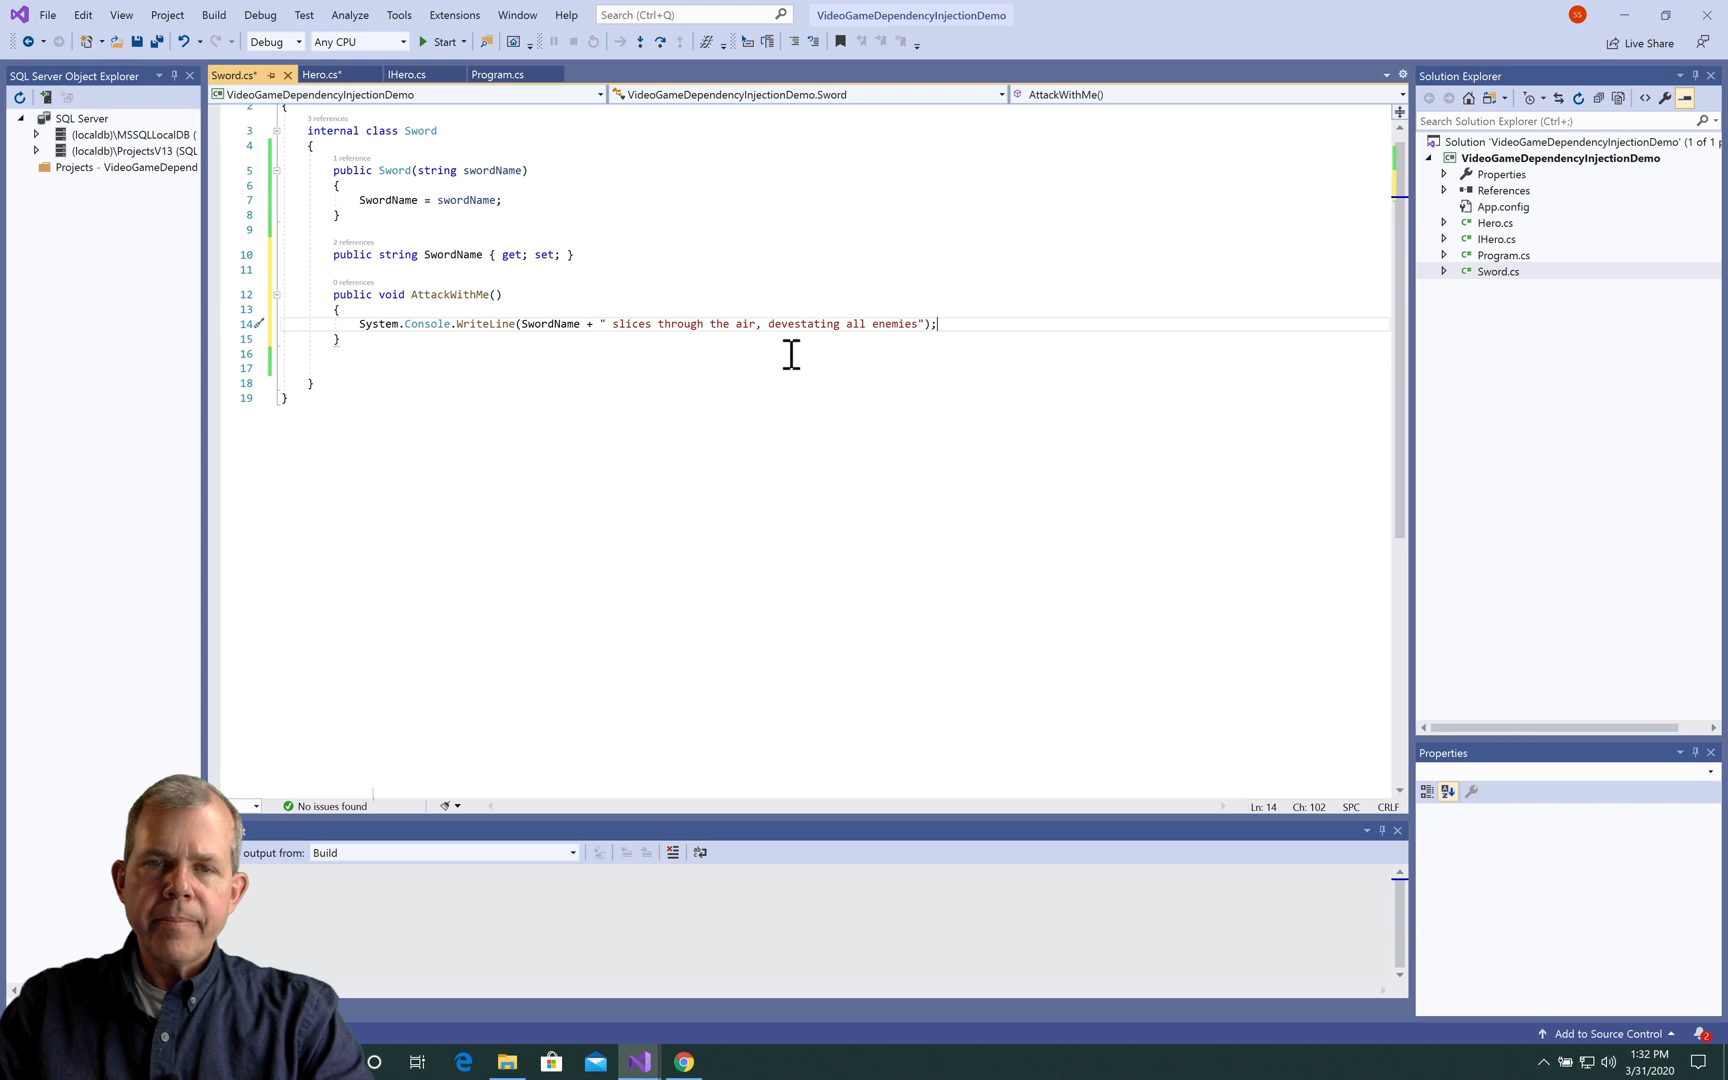 File Edit View Project Build Debug Test Analyze Tools Extensions Window Help Search (Ctrl+Q) VideoGameDependencyInjectionDemo SS
Debug Any CPU Start Live Share
SQL Server Object Explorer
SQL Server
(localdb)\MSSQLLocalDB (
(localdb)\ProjectsV13 (SQL
Projects - VideoGameDepend
Sword.cs* Hero.cs* IHero.cs Program.cs
VideoGameDependencyInjectionDemo VideoGameDependencyInjectionDemo.Sword AttackWithMe()
2 {
3 references
3 internal class Sword
4 {
1 reference
5 public Sword(string swordName)
6 {
7 SwordName = swordName;
8 }
9
2 references
10 public string SwordName { get; set; }
11
0 references
12 public void AttackWithMe()
13 {
14 System.Console.WriteLine(SwordName + " slices through the air, devestating all enemies");
15 }
16
17
18 }
19 }
No issues found Ln: 14 Ch: 102 SPC CRLF
output from: Build
Solution Explorer
Search Solution Explorer (Ctrl+;)
Solution 'VideoGameDependencyInjectionDemo' (1 of 1 p
VideoGameDependencyInjectionDemo
Properties
References
App.config
Hero.cs
IHero.cs
Program.cs
Sword.cs
Properties
Add to Source Control 2
1:32 PM
3/31/2020